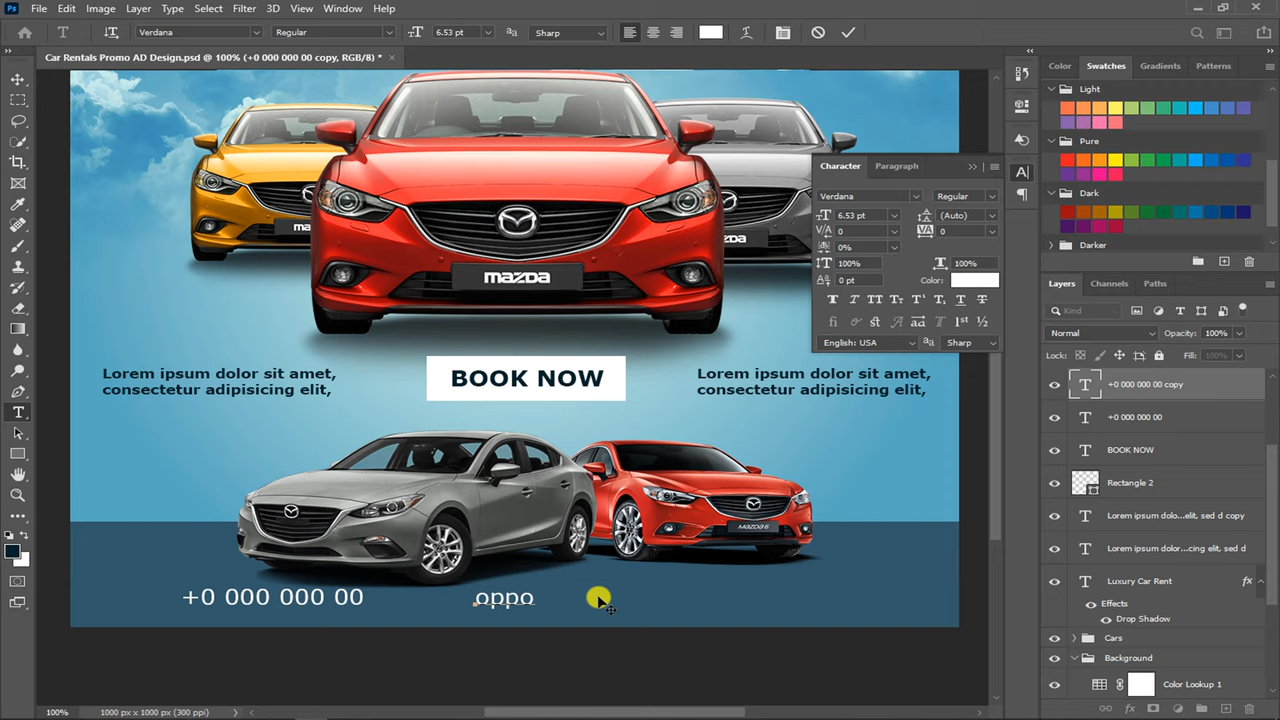 Ps File Edit Image Layer Type Select Filter 3D View Window Help
T Verdana Regular 6.53 pt Sharp
Car Rentals Promo AD Design.psd @ 100% (+0 000 000 00 copy, RGB/8) *
Color Swatches Gradients Patterns
Light
Pure
Dark
Darker
Character Paragraph
Verdana Regular
6.53 pt (Auto)
0 0
0%
100% 100%
0 pt Color:
English: USA Sharp
mazda
Lorem ipsum dolor sit amet,
consectetur adipisicing elit,
BOOK NOW
Lorem ipsum dolor sit amet,
consectetur adipisicing elit,
MAZDA 6
+0 000 000 00 oppo
Layers Channels Paths
Kind
Normal Opacity: 100%
Lock: Fill: 100%
+0 000 000 00 copy
+0 000 000 00
BOOK NOW
Rectangle 2
Lorem ipsum dolo...elit, sed d copy
Lorem ipsum dolo...cing elit, sed d
Luxury Car Rent fx
Effects
Drop Shadow
Cars
Background
Color Lookup 1
100% 1000 px x 1000 px (300 ppi)